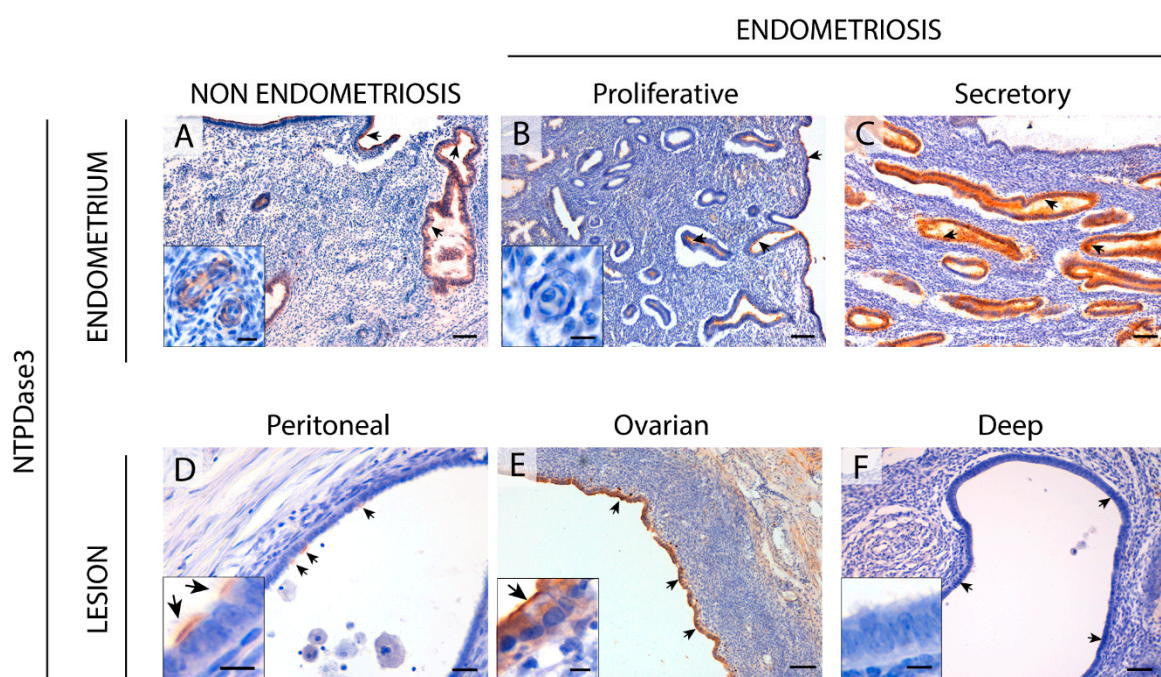 ENDOMETRIOSIS
NON ENDOMETRIOSIS
Proliferative
Secretory
NTPDase3
ENDOMETRIUM
A
B
C
Peritoneal
Ovarian
Deep
LESION
D
E
F